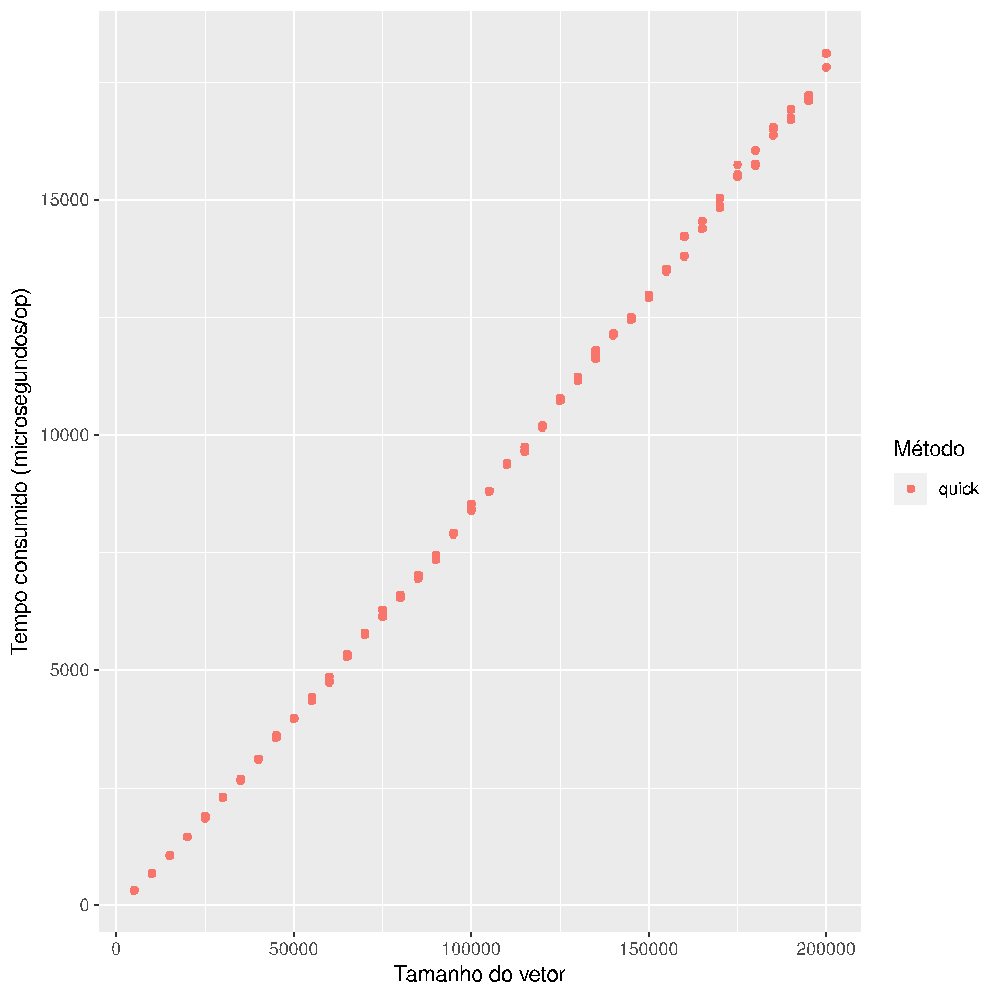 Tempo consumido (microsegundos/op)
15000
10000
5000
0
0 50000 100000 150000 200000
Tamanho do vetor
Método
quick